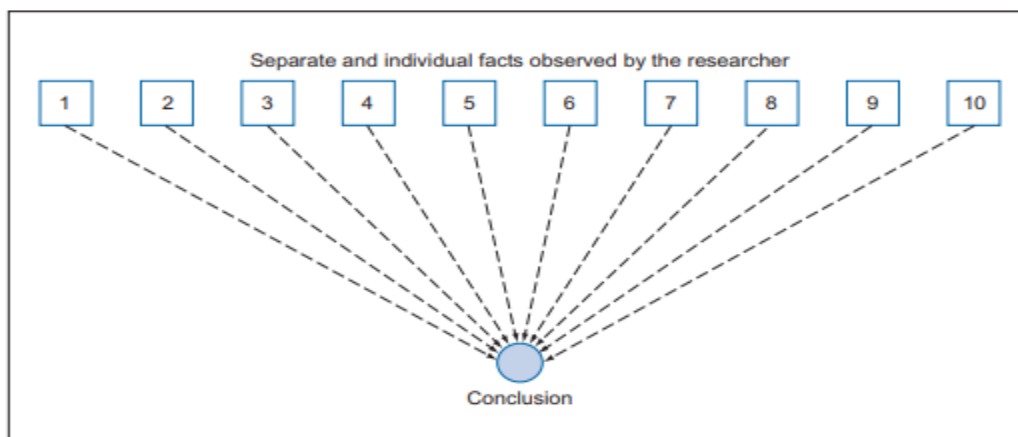 Separate and individual facts observed by the researcher
1 2 3 4 5 6 7 8 9 10
Conclusion